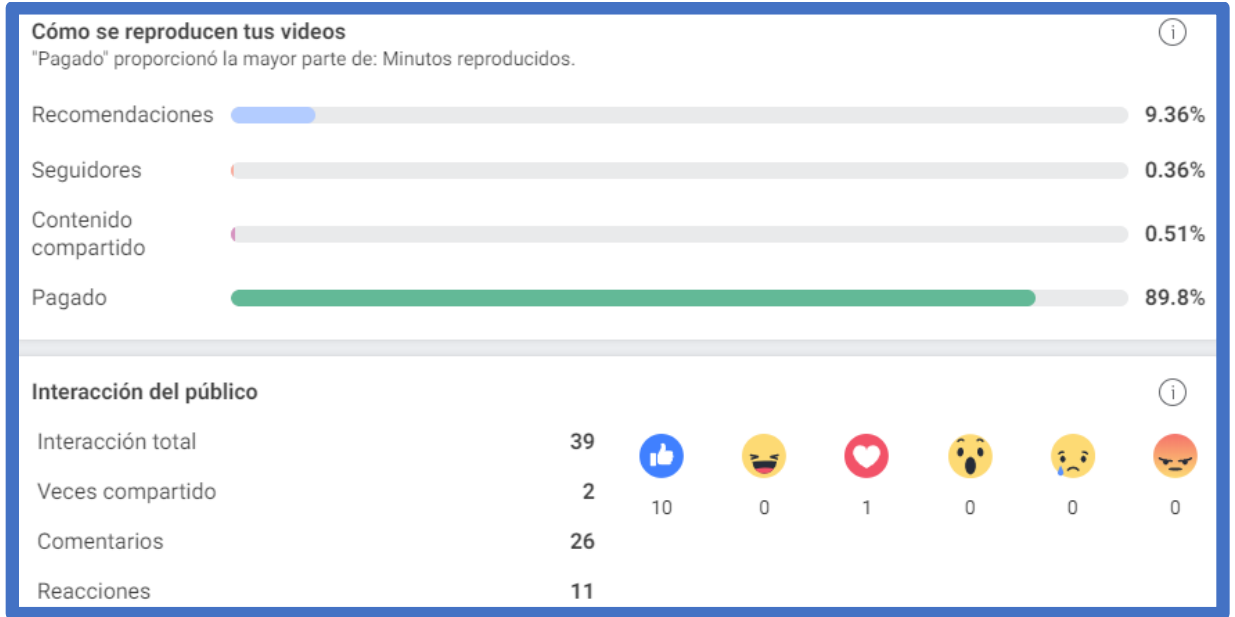 Cómo se reproducen tus videos
"Pagado" proporcionó la mayor parte de: Minutos reproducidos.
Recomendaciones 9.36%
Seguidores 0.36%
Contenido
compartido 0.51%
Pagado 89.8%
Interacción del público
Interacción total 39
Veces compartido 2
10 0 1 0 0 0
Comentarios 26
Reacciones 11